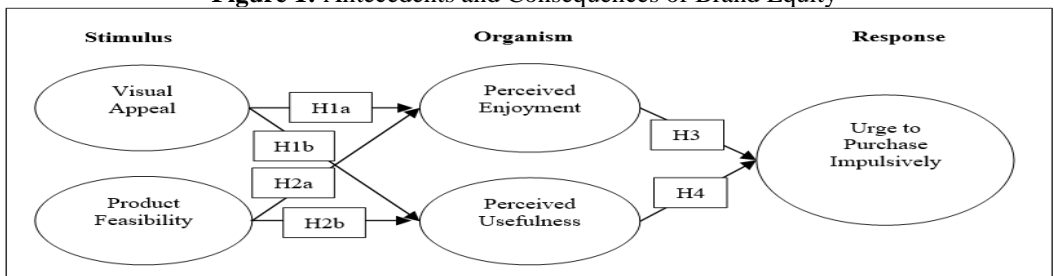 Figure 1: Antecedents and Consequences of Brand Equity
Stimulus
Organism
Response
Visual
Appeal
H1a
Perceived
Enjoyment
H1b
H3
Urge to
Purchase
Impulsively
H2a
H4
Product
Feasibility
H2b
Perceived
Usefulness